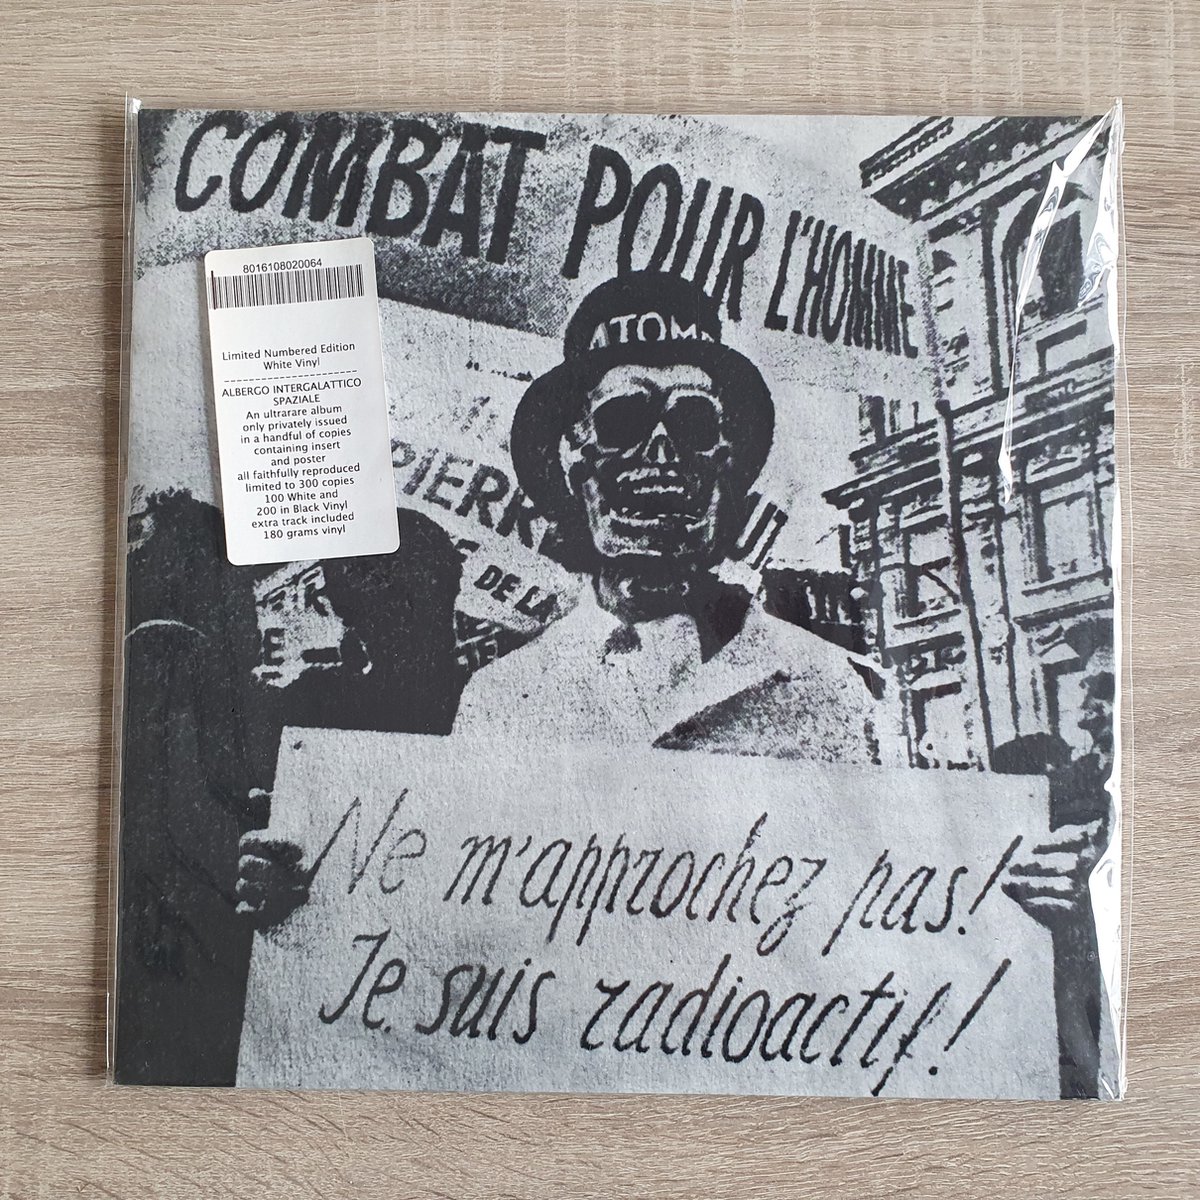 COMBAT POUR L'HOMME
8016108020064
Limited Numbered Edition
White Vinyl
----------------------
ALBERGO INTERGALATTICO
SPAZIALE
An ultrarare album
only privately issued
in a handful of copies
containing insert
and poster
all faithfully reproduced
limited to 300 copies
100 White and
200 in Black Vinyl
extra track included
180 grams vinyl
ATOM
PIERR
DE LA
Ne m'approchez pas!
Je suis radioactif!